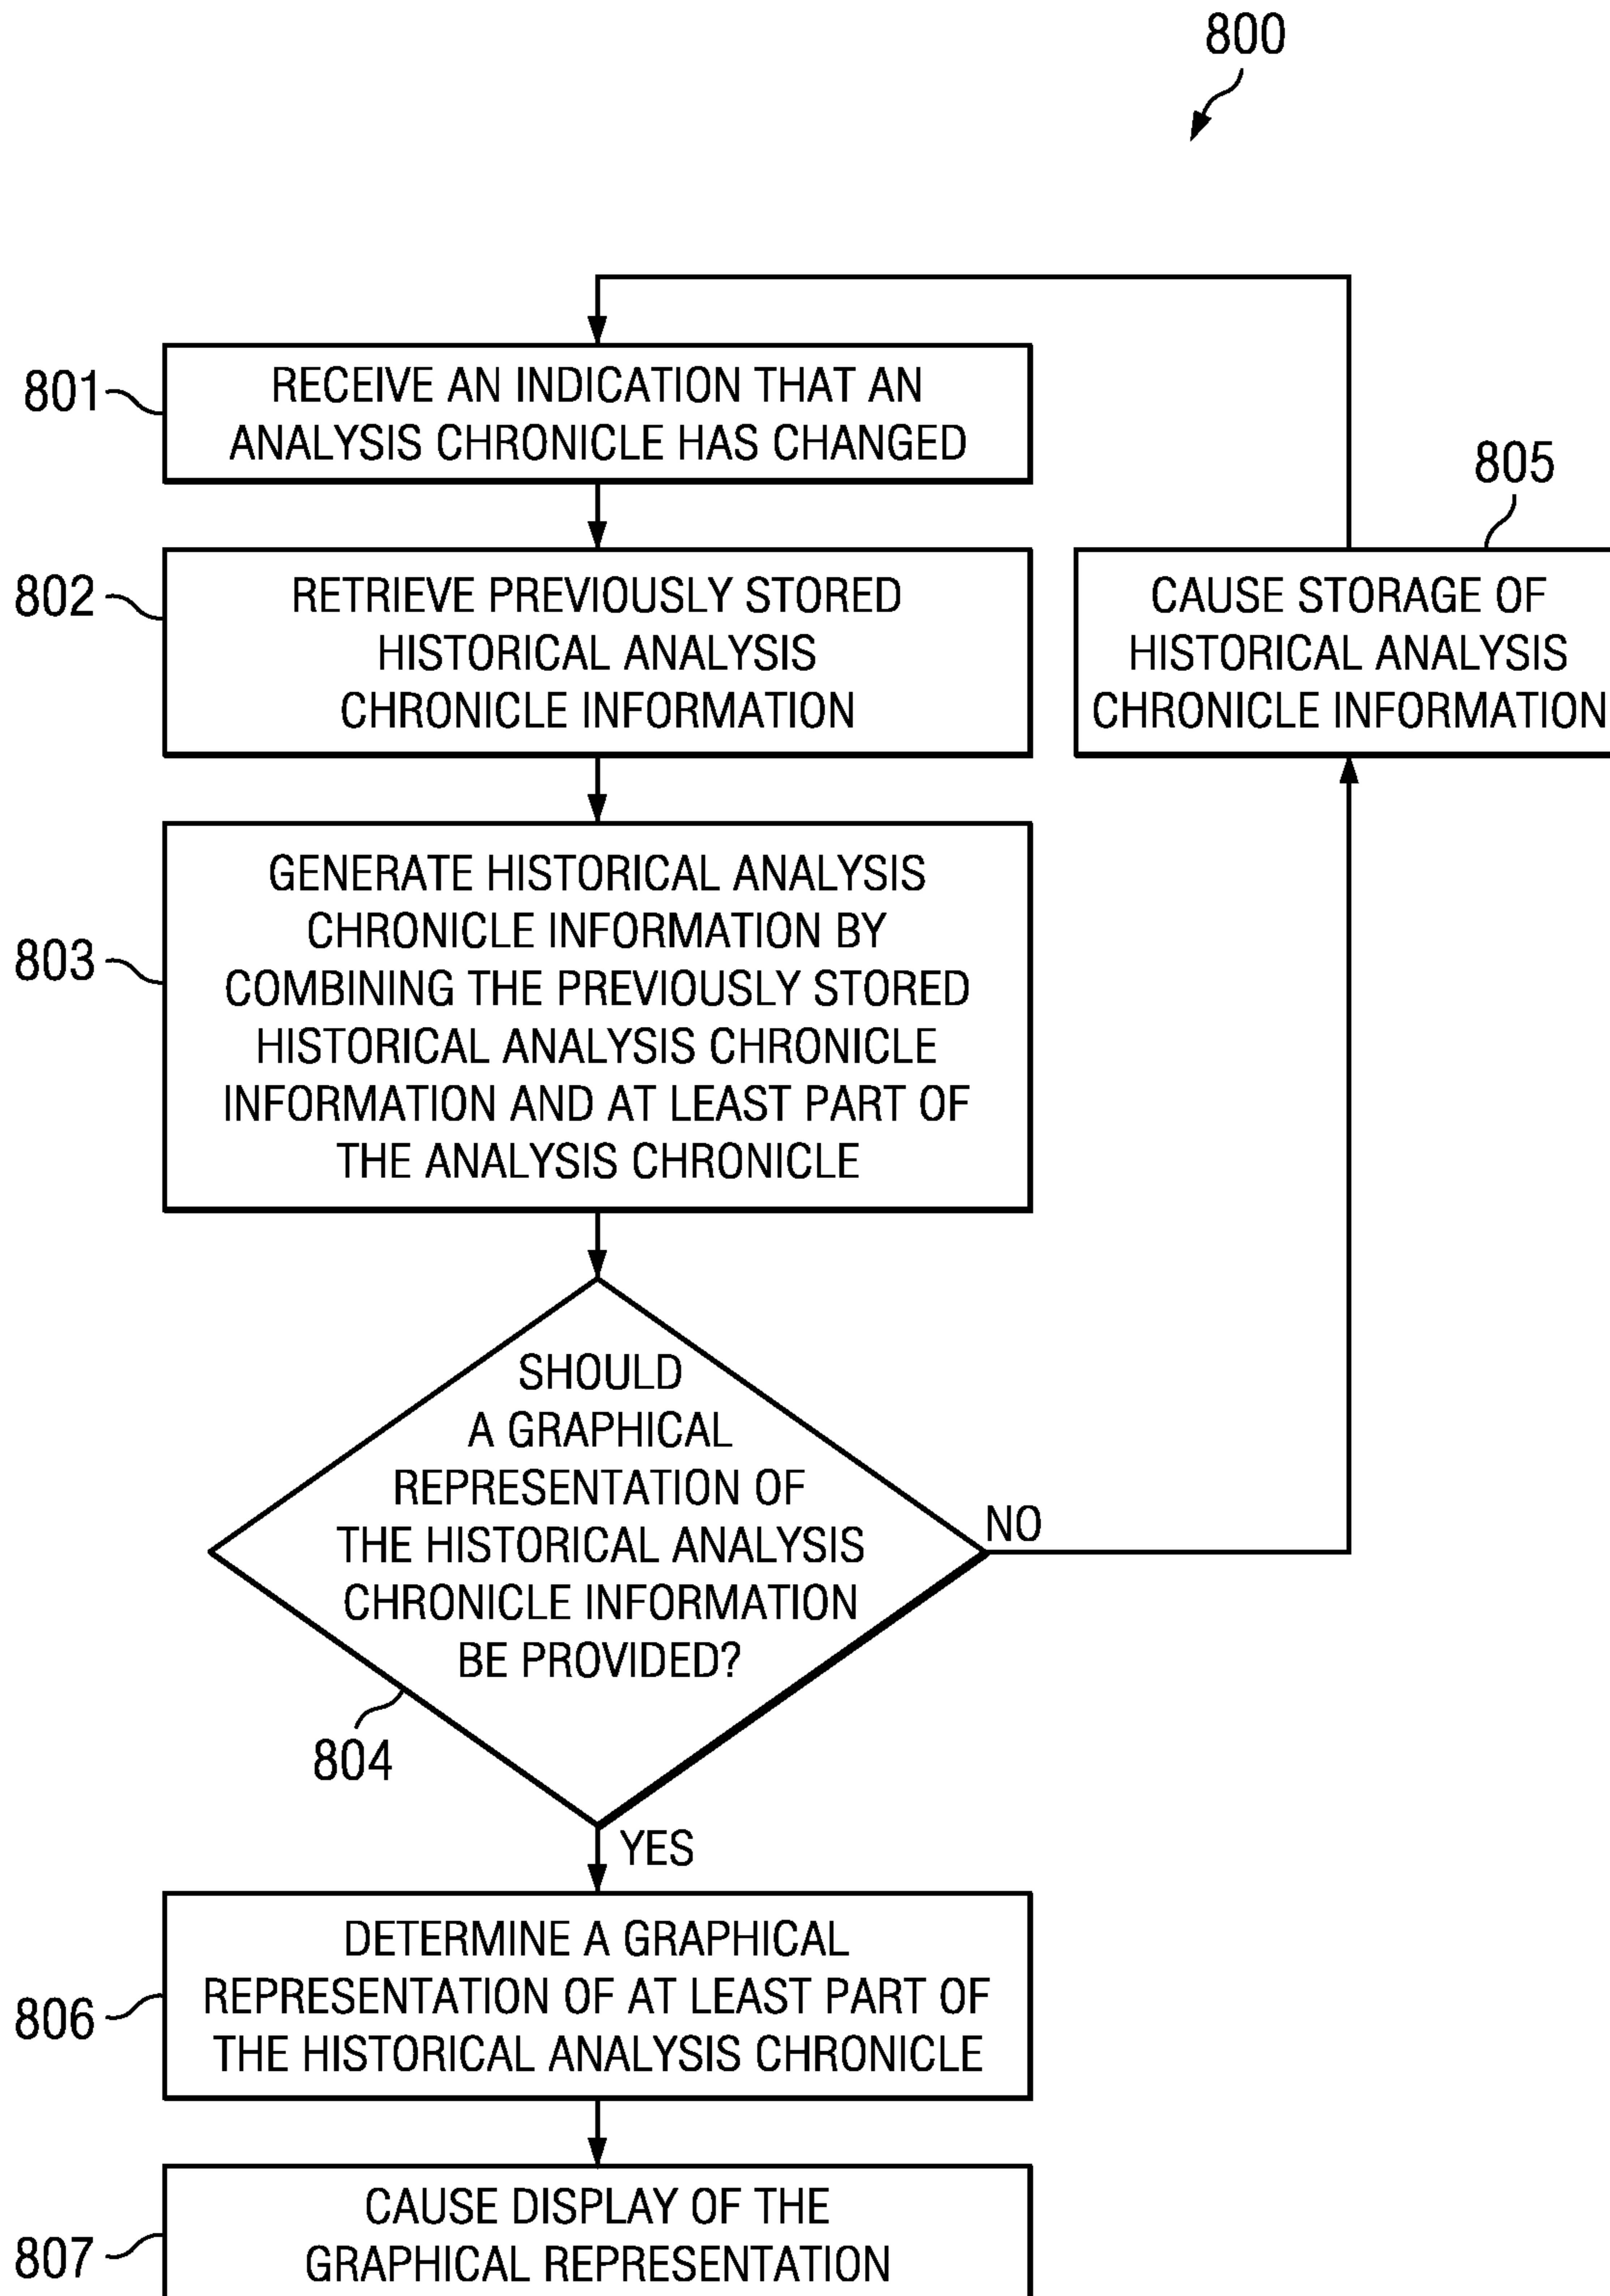 800
801
RECEIVE AN INDICATION THAT AN
ANALYSIS CHRONICLE HAS CHANGED
805
802
RETRIEVE PREVIOUSLY STORED
HISTORICAL ANALYSIS
CHRONICLE INFORMATION
CAUSE STORAGE OF
HISTORICAL ANALYSIS
CHRONICLE INFORMATION
803
GENERATE HISTORICAL ANALYSIS
CHRONICLE INFORMATION BY
COMBINING THE PREVIOUSLY STORED
HISTORICAL ANALYSIS CHRONICLE
INFORMATION AND AT LEAST PART OF
THE ANALYSIS CHRONICLE
SHOULD
A GRAPHICAL
REPRESENTATION OF
THE HISTORICAL ANALYSIS
CHRONICLE INFORMATION
BE PROVIDED?
NO
804
YES
806
DETERMINE A GRAPHICAL
REPRESENTATION OF AT LEAST PART OF
THE HISTORICAL ANALYSIS CHRONICLE
807
CAUSE DISPLAY OF THE
GRAPHICAL REPRESENTATION